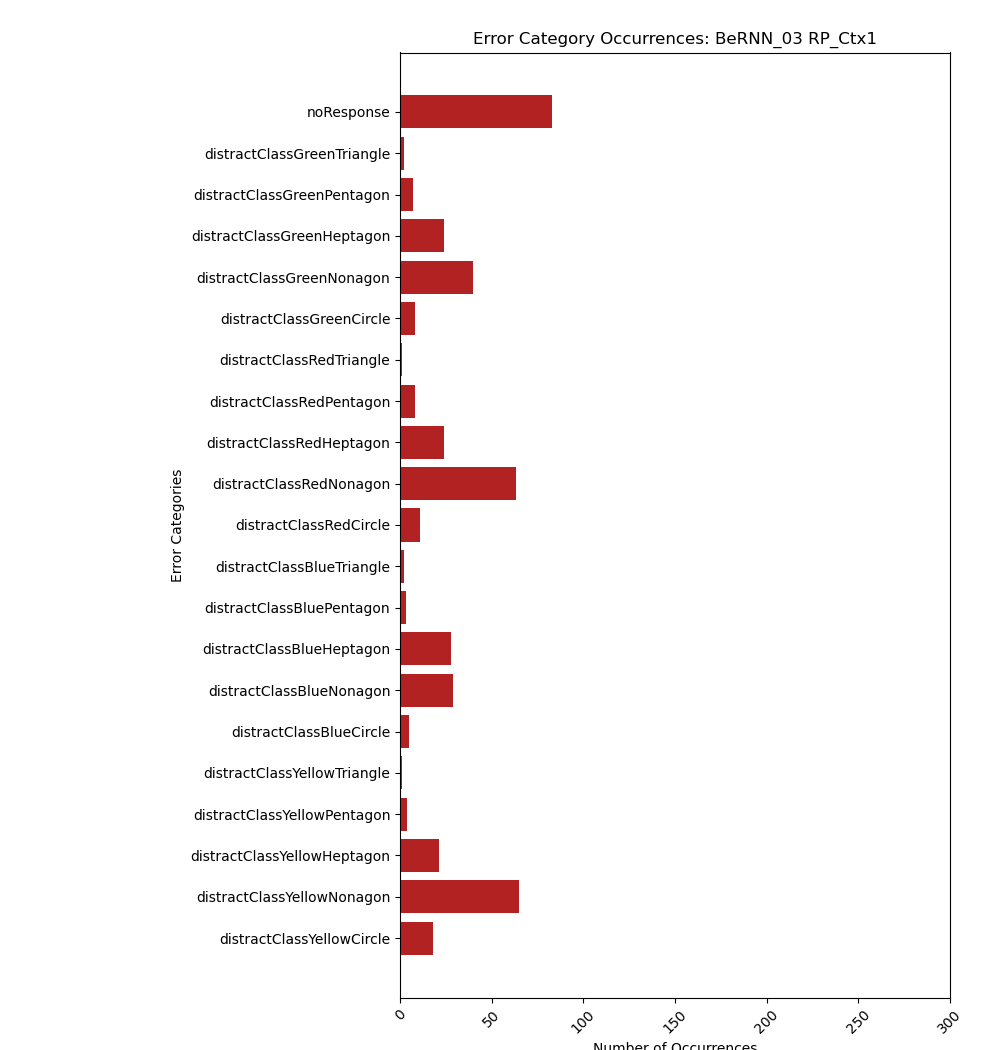 Error Category Occurrences: BeRNN_03 RP_Ctx1
noResponse
distractClassGreenTriangle
distractClassGreenPentagon
distractClassGreenHeptagon
distractClassGreenNonagon
distractClassGreenCircle
distractClassRedTriangle
distractClassRedPentagon
distractClassRedHeptagon
distractClassRedNonagon
distractClassRedCircle
distractClassBlueTriangle
distractClassBluePentagon
distractClassBlueHeptagon
distractClassBlueNonagon
distractClassBlueCircle
distractClassYellowTriangle
distractClassYellowPentagon
distractClassYellowHeptagon
distractClassYellowNonagon
distractClassYellowCircle
Error Categories
0 50 100 150 200 250 300
Number of Occurrences